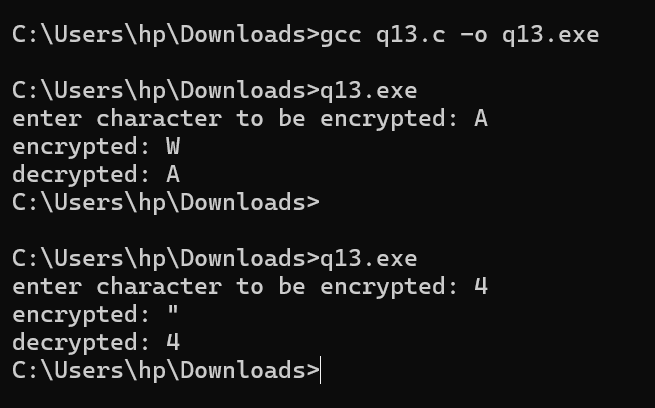 C:\Users\hp\Downloads>gcc q13.c -o q13.exe
C:\Users\hp\Downloads>q13.exe
enter character to be encrypted: A
encrypted: W
decrypted: A
C:\Users\hp\Downloads>
C:\Users\hp\Downloads>q13.exe
enter character to be encrypted: 4
encrypted: "
decrypted: 4
C:\Users\hp\Downloads>